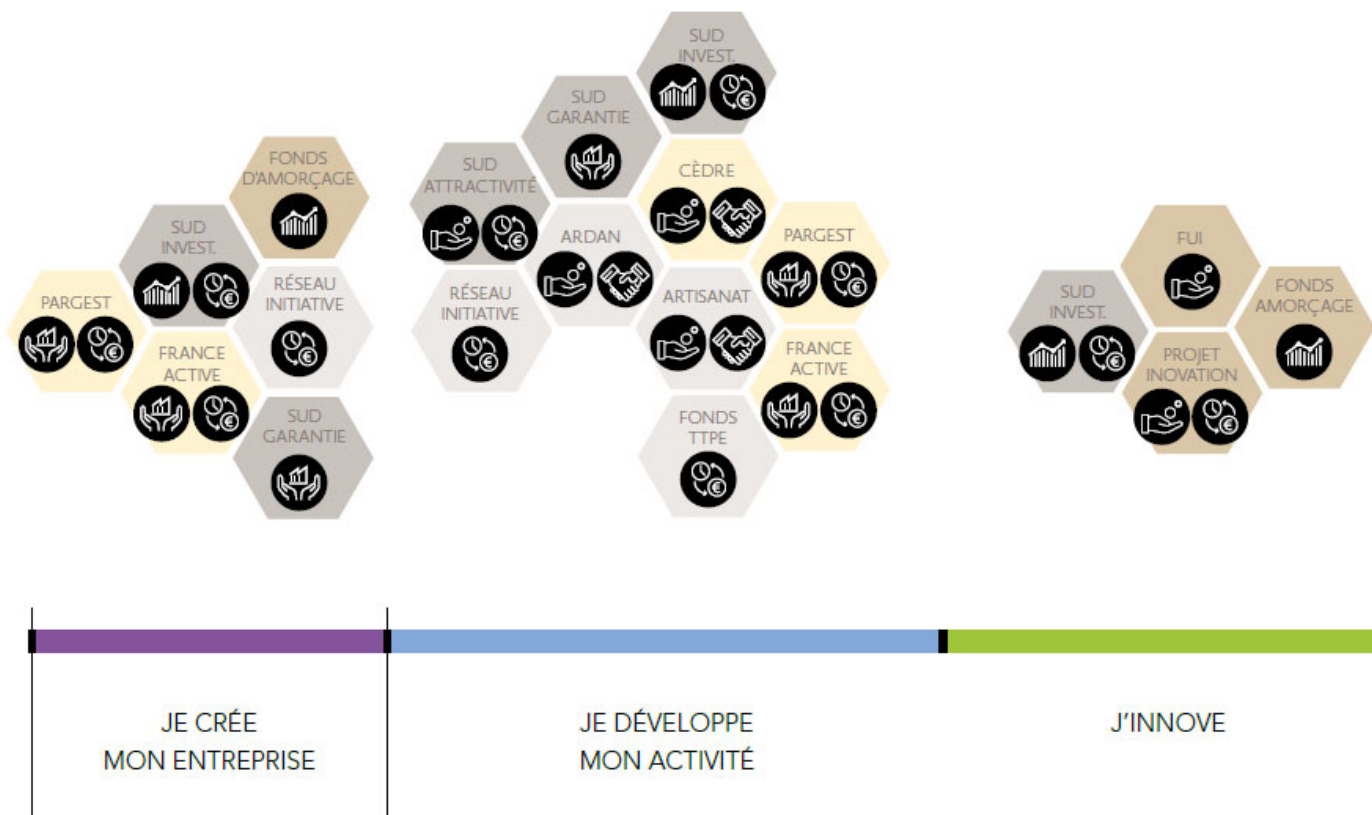 FONDS
D'AMORÇAGE
SUD
INVEST.
PARGEST
RÉSEAU
INITIATIVE
FRANCE
ACTIVE
SUD
GARANTIE
SUD
INVEST.
SUD
GARANTIE
SUD
ATTRACTIVITÉ
CÈDRE
ARDAN
PARGEST
RÉSEAU
INITIATIVE
ARTISANAT
FRANCE
ACTIVE
FONDS
TTPE
FUI
SUD
INVEST.
FONDS
AMORÇAGE
PROJET
INOVATION
JE CRÉE
MON ENTREPRISE
JE DÉVELOPPE
MON ACTIVITÉ
J'INNOVE